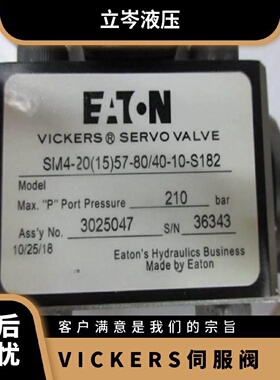 立岑液压
EATON
VICKERS® SERVO VALVE
SM4-20(15)57-80/40-10-S182
Model
Max. "P" Port Pressure 210 bar
Ass'y No. 3025047 S/N 36343
10/25/18
Eaton's Hydraulics Business
Made by Eaton
后
忧
客户满意是我们的宗旨
VICKERS伺服阀